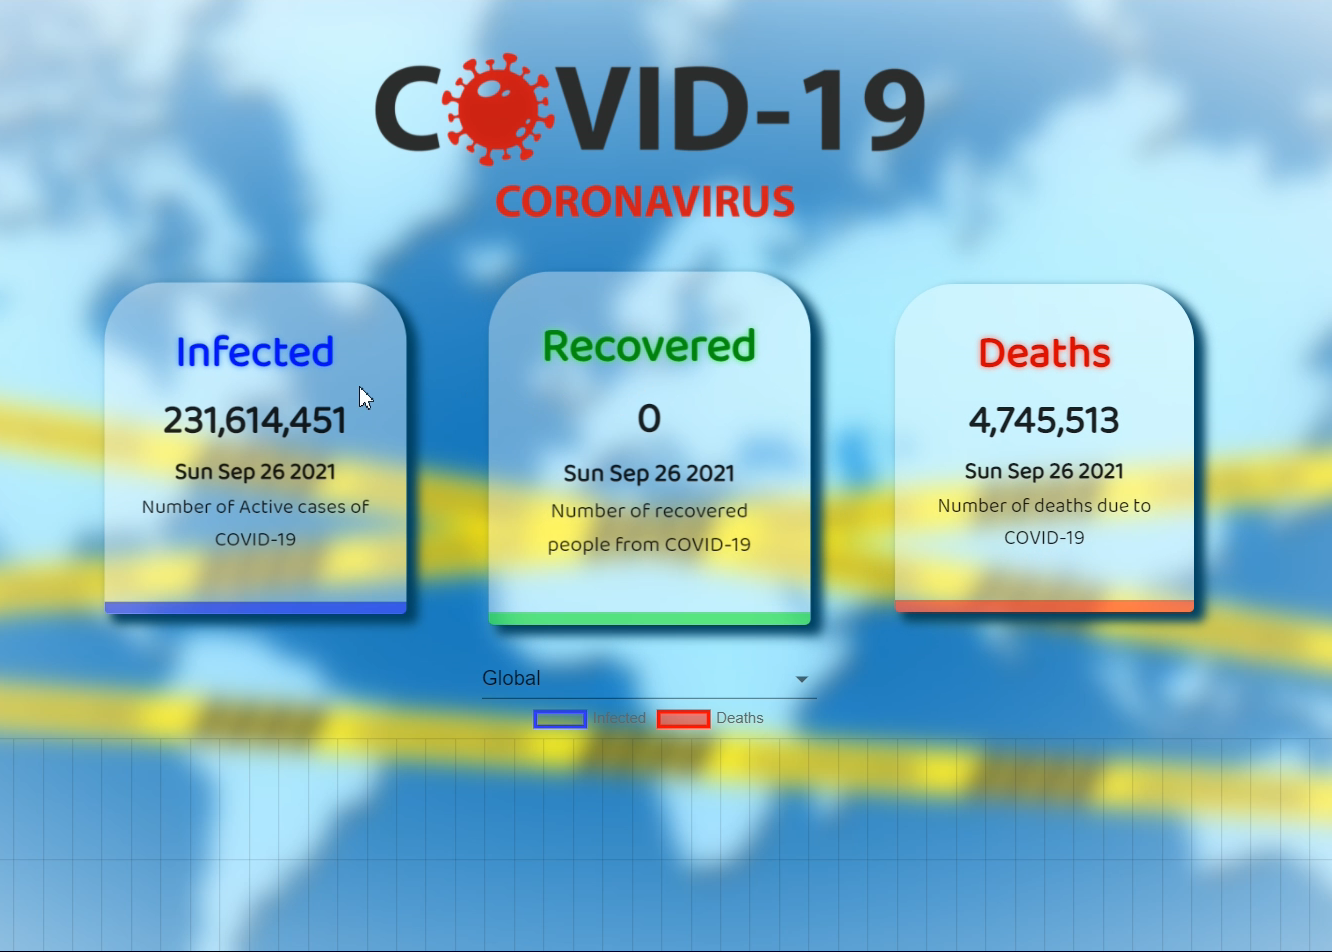 COVID-19
CORONAVIRUS
Infected
231,614,451
Sun Sep 26 2021
Number of Active cases of
COVID-19
Recovered
0
Sun Sep 26 2021
Number of recovered
people from COVID-19
Deaths
4,745,513
Sun Sep 26 2021
Number of deaths due to
COVID-19
Global
Infected Deaths